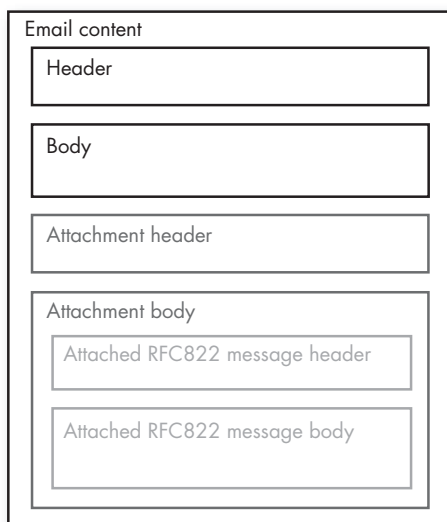 Email content
Header
Body
Attachment header
Attachment body
Attached RFC822 message header
Attached RFC822 message body